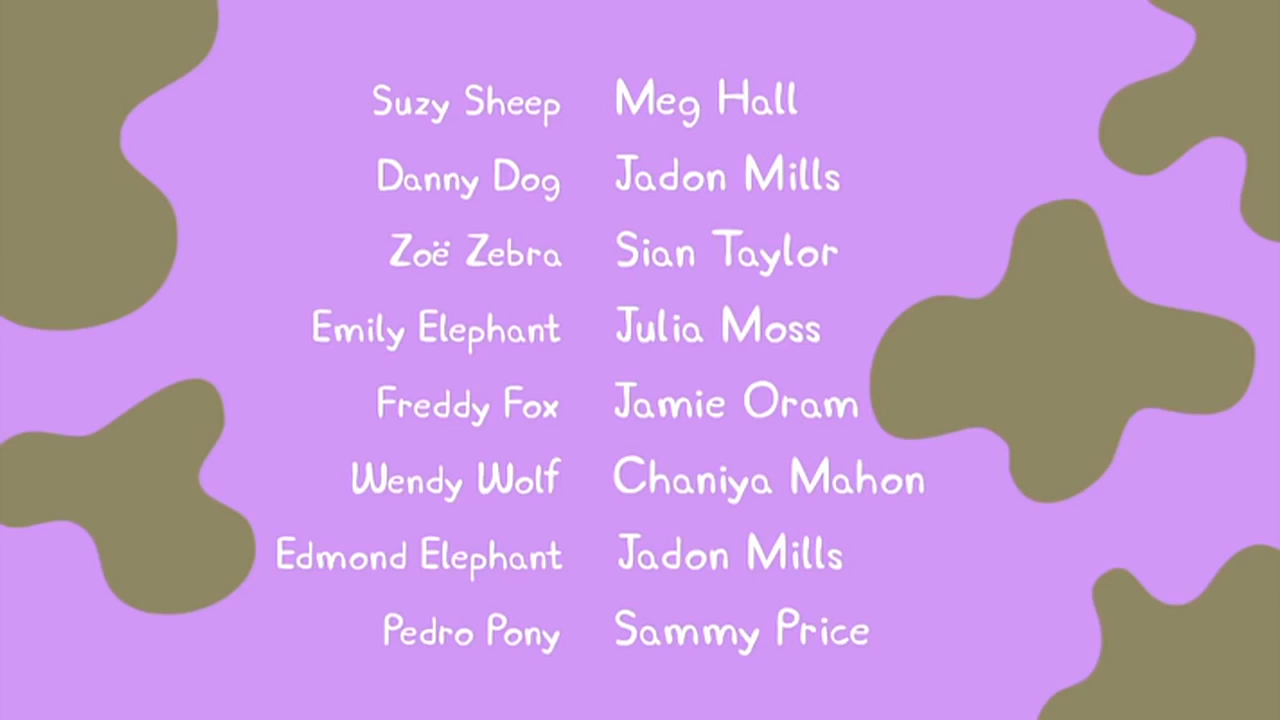 Suzy Sheep Meg Hall
Danny Dog Jadon Mills
Zoë Zebra Sian Taylor
Emily Elephant Julia Moss
Freddy Fox Jamie Oram
Wendy Wolf Chaniya Mahon
Edmond Elephant Jadon Mills
Pedro Pony Sammy Price